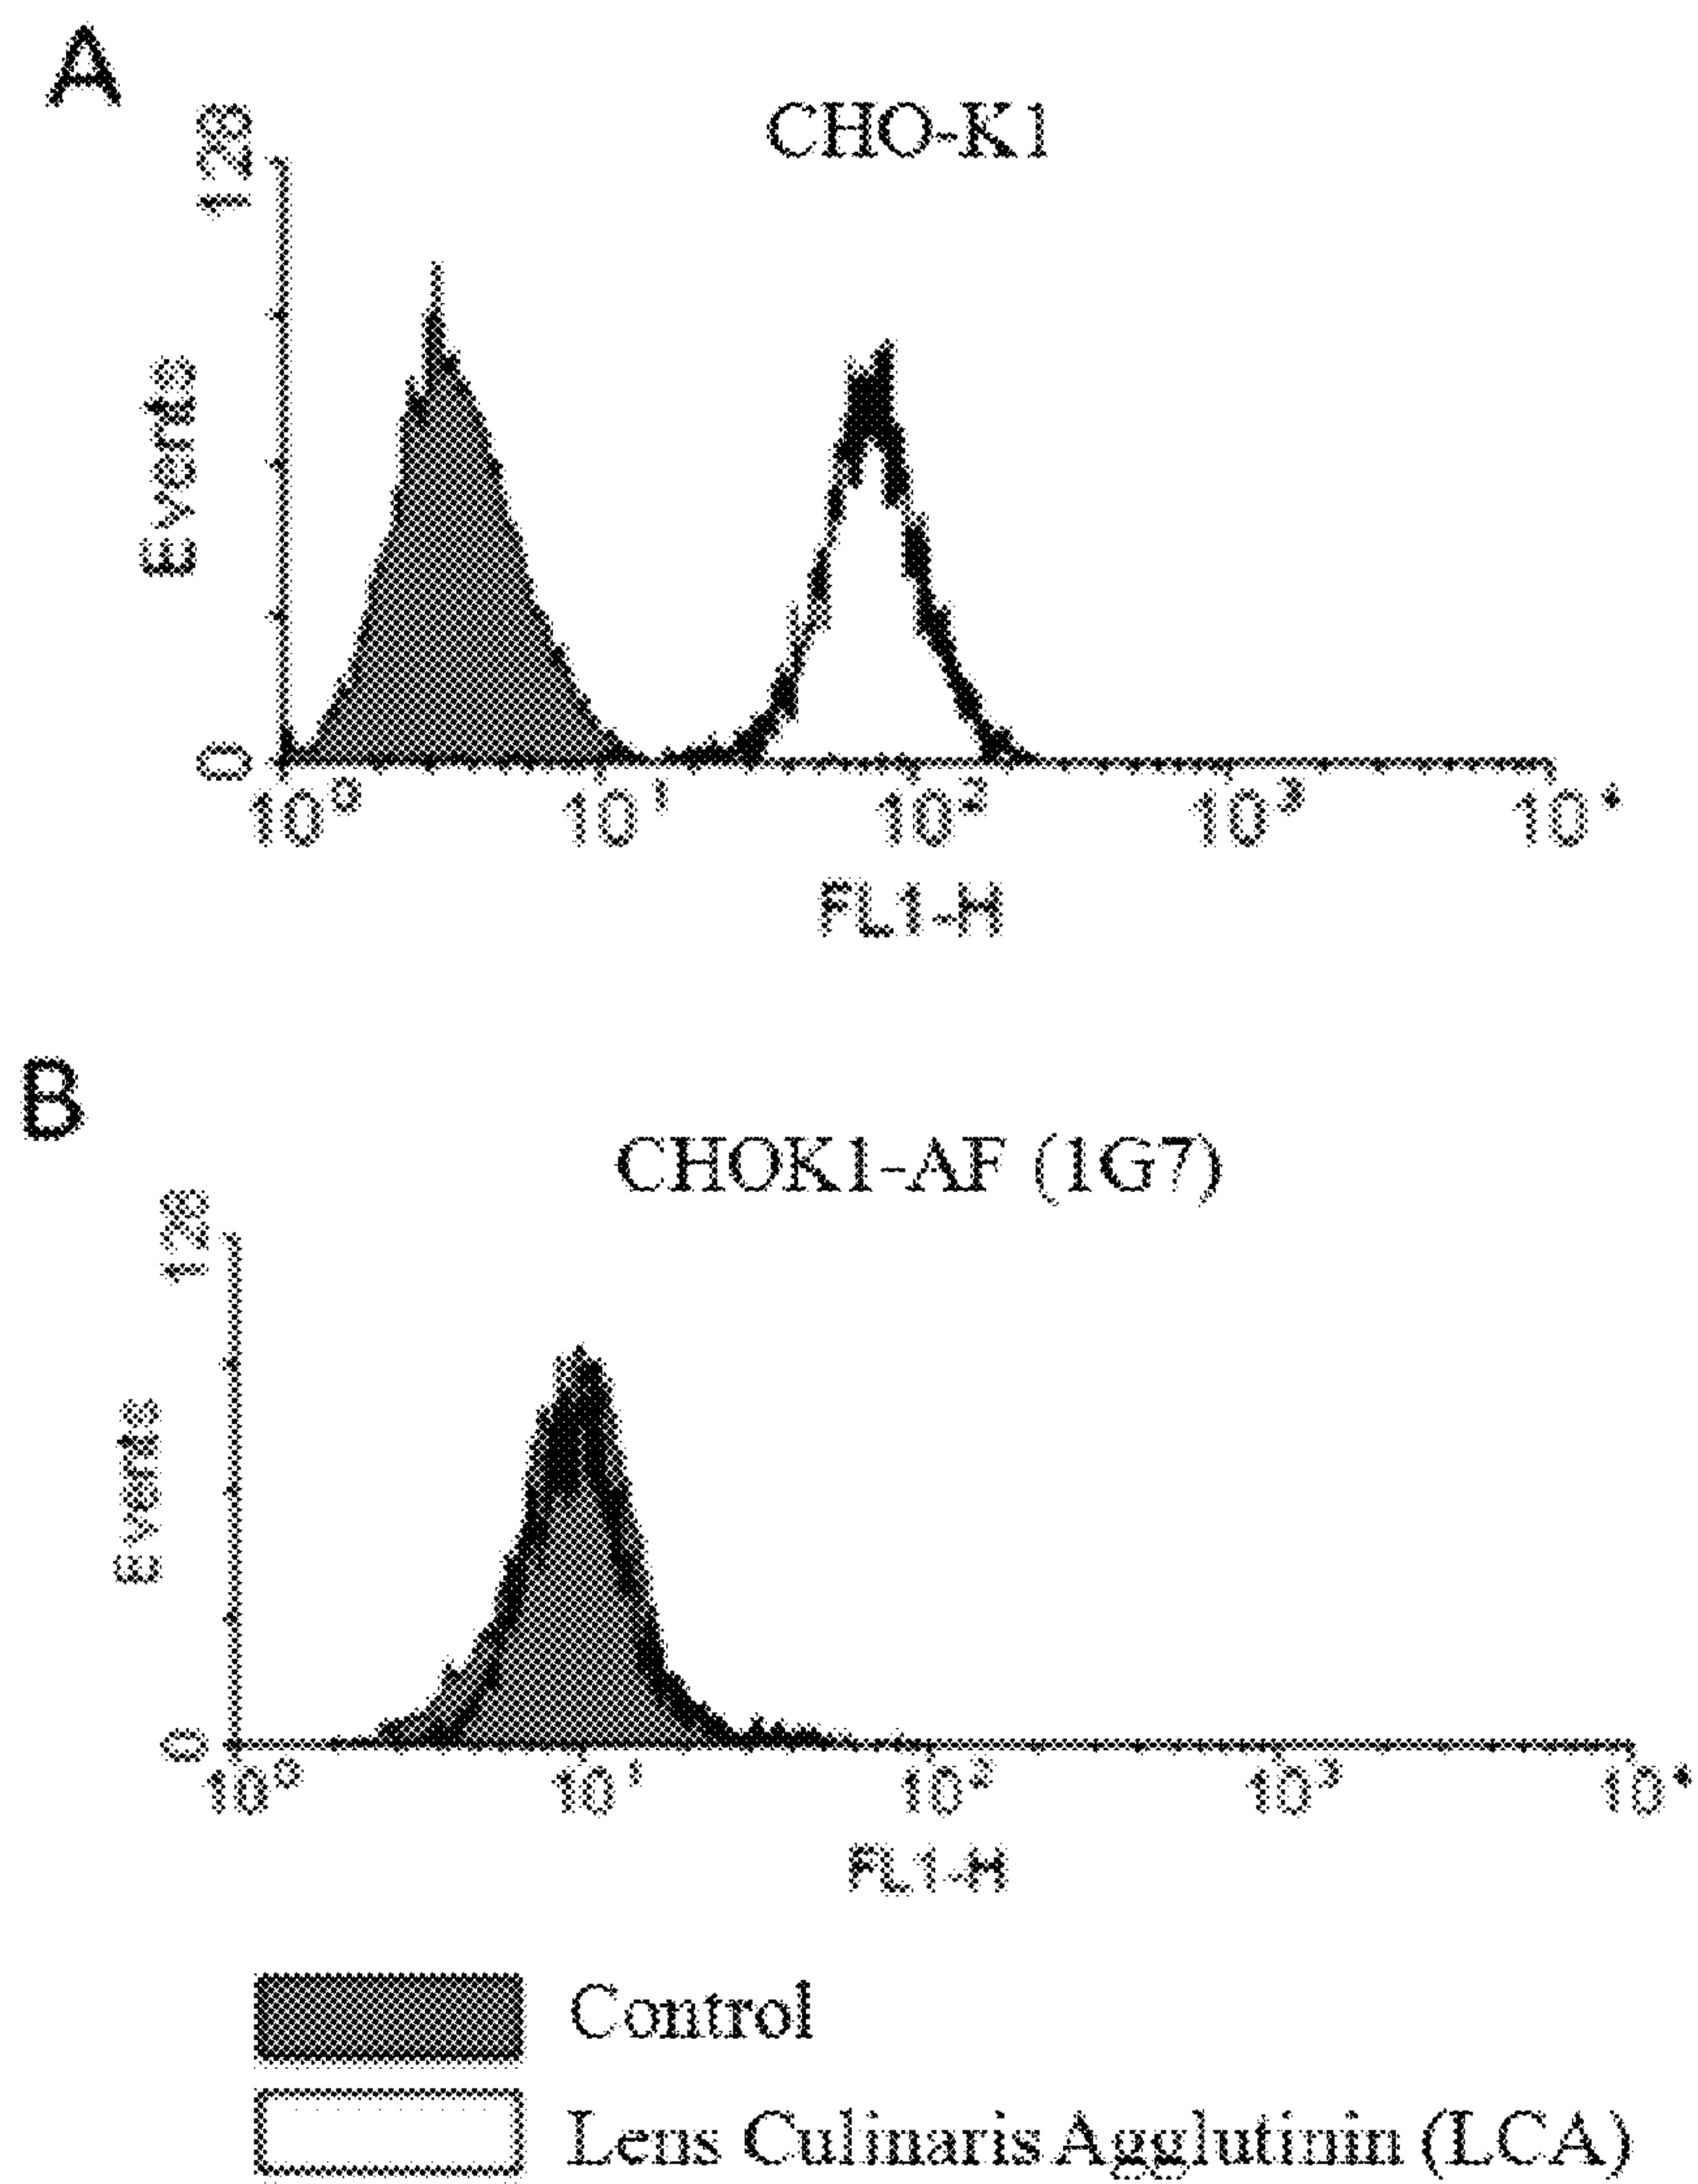 A
CHO-K1
128
Events
0
10⁰ 10¹ 10² 10³ 10⁴
FL1-H
B
CHOK1-AF (1G7)
128
Events
0
10⁰ 10¹ 10² 10³ 10⁴
FL1-H
Control
Lens Culinaris Agglutinin (LCA)